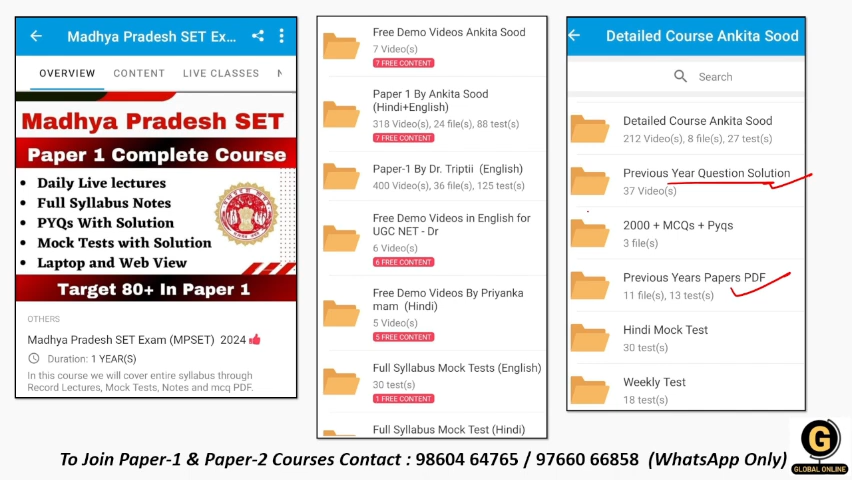 Madhya Pradesh SET Ex...
OVERVIEW CONTENT LIVE CLASSES N
Madhya Pradesh SET
Paper 1 Complete Course
• Daily Live lectures
• Full Syllabus Notes
• PYQs With Solution
• Mock Tests with Solution
• Laptop and Web View
Target 80+ In Paper 1
OTHERS
Madhya Pradesh SET Exam (MPSET) 2024
Duration: 1 YEAR(S)
In this course we will cover entire syllabus through
Record Lectures, Mock Tests, Notes and mcq PDF.
Free Demo Videos Ankita Sood
7 Video(s)
7 FREE CONTENT
Paper 1 By Ankita Sood
(Hindi+English)
318 Video(s), 24 file(s), 88 test(s)
7 FREE CONTENT
Paper-1 By Dr. Triptii (English)
400 Video(s), 36 file(s), 125 test(s)
Free Demo Videos in English for
UGC NET - Dr
6 Video(s)
6 FREE CONTENT
Free Demo Videos By Priyanka
mam (Hindi)
5 Video(s)
5 FREE CONTENT
Full Syllabus Mock Tests (English)
30 test(s)
1 FREE CONTENT
Full Syllabus Mock Test (Hindi)
Detailed Course Ankita Sood
Search
Detailed Course Ankita Sood
212 Video(s), 8 file(s), 27 test(s)
Previous Year Question Solution
37 Video(s)
2000 + MCQs + Pyqs
3 file(s)
Previous Years Papers PDF
11 file(s), 13 test(s)
Hindi Mock Test
30 test(s)
Weekly Test
18 test(s)
To Join Paper-1 & Paper-2 Courses Contact : 98604 64765 / 97660 66858 (WhatsApp Only)
G
GLOBAL ONLINE